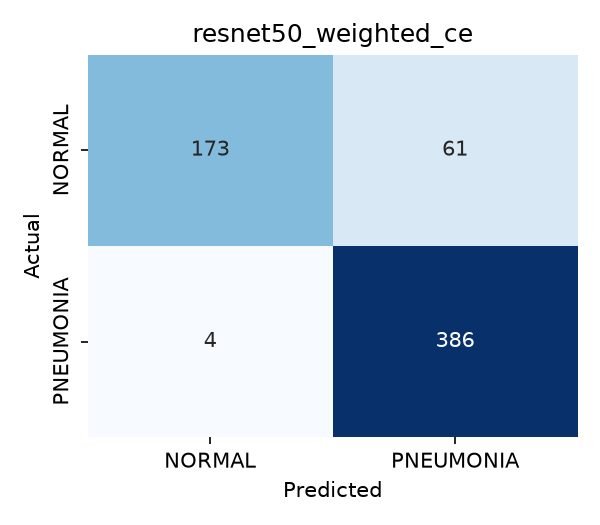 resnet50_weighted_ce
Actual
NORMAL
173
61
PNEUMONIA
4
386
NORMAL
PNEUMONIA
Predicted